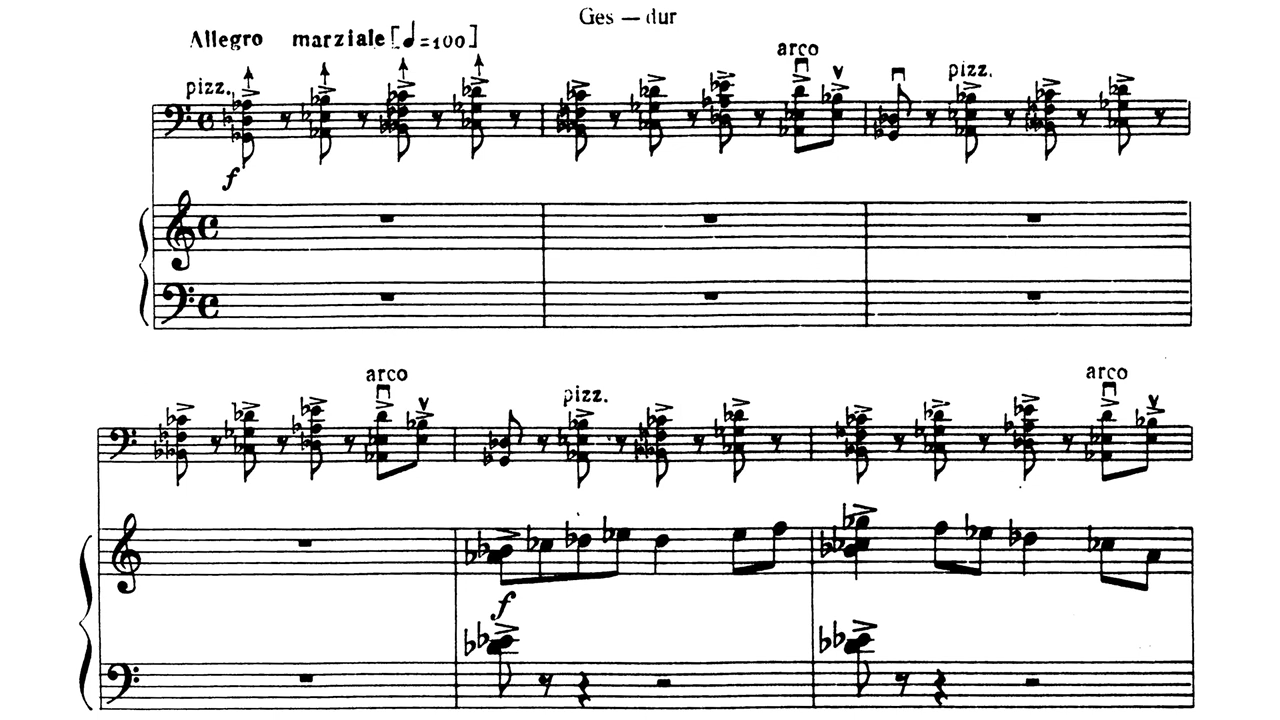 Ges — dur
Allegro marziale [♩=100]
arco
pizz.
pizz.
f
arco
pizz.
arco
f